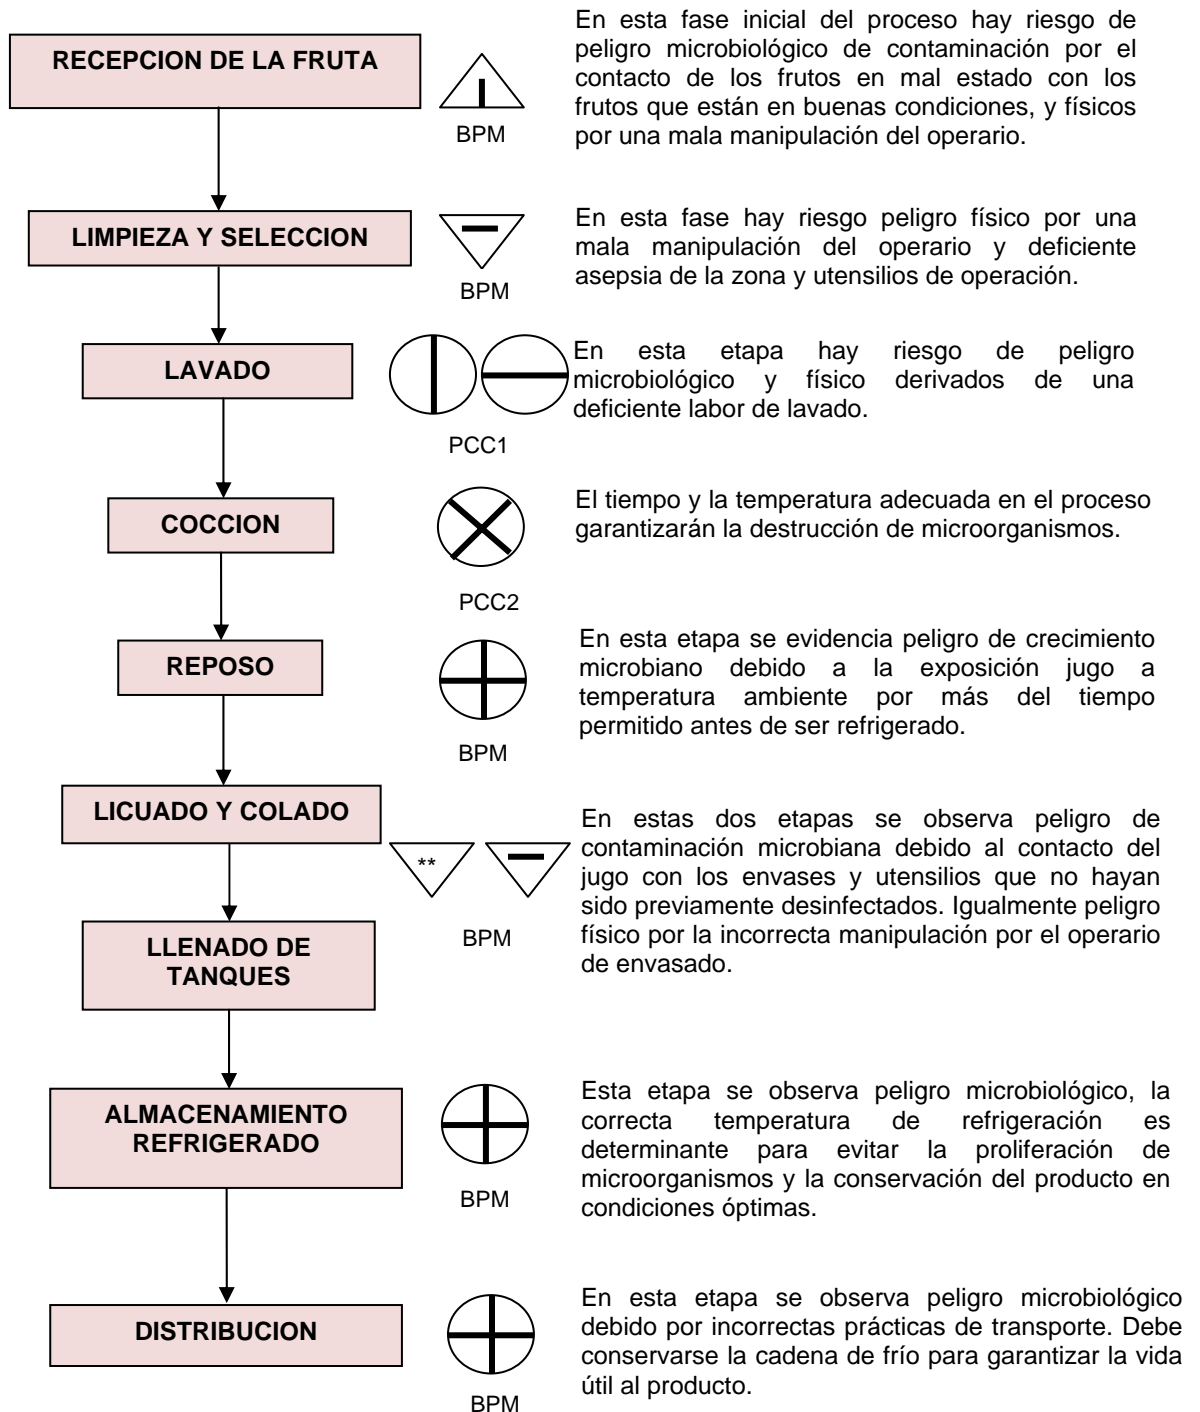 RECEPCION DE LA FRUTA
BPM
En esta fase inicial del proceso hay riesgo de
peligro microbiológico de contaminación por el
contacto de los frutos en mal estado con los
frutos que están en buenas condiciones, y físicos
por una mala manipulación del operario.
LIMPIEZA Y SELECCION
BPM
En esta fase hay riesgo peligro físico por una
mala manipulación del operario y deficiente
asepsia de la zona y utensilios de operación.
LAVADO
PCC1
En esta etapa hay riesgo de peligro
microbiológico y físico derivados de una
deficiente labor de lavado.
COCCION
PCC2
El tiempo y la temperatura adecuada en el proceso
garantizarán la destrucción de microorganismos.
REPOSO
BPM
En esta etapa se evidencia peligro de crecimiento
microbiano debido a la exposición jugo a
temperatura ambiente por más del tiempo
permitido antes de ser refrigerado.
LICUADO Y COLADO
**
BPM
En estas dos etapas se observa peligro de
contaminación microbiana debido al contacto del
jugo con los envases y utensilios que no hayan
sido previamente desinfectados. Igualmente peligro
físico por la incorrecta manipulación por el operario
de envasado.
LLENADO DE
TANQUES
ALMACENAMIENTO
REFRIGERADO
BPM
Esta etapa se observa peligro microbiológico, la
correcta temperatura de refrigeración es
determinante para evitar la proliferación de
microorganismos y la conservación del producto en
condiciones óptimas.
DISTRIBUCION
BPM
En esta etapa se observa peligro microbiológico
debido por incorrectas prácticas de transporte. Debe
conservarse la cadena de frío para garantizar la vida
útil al producto.